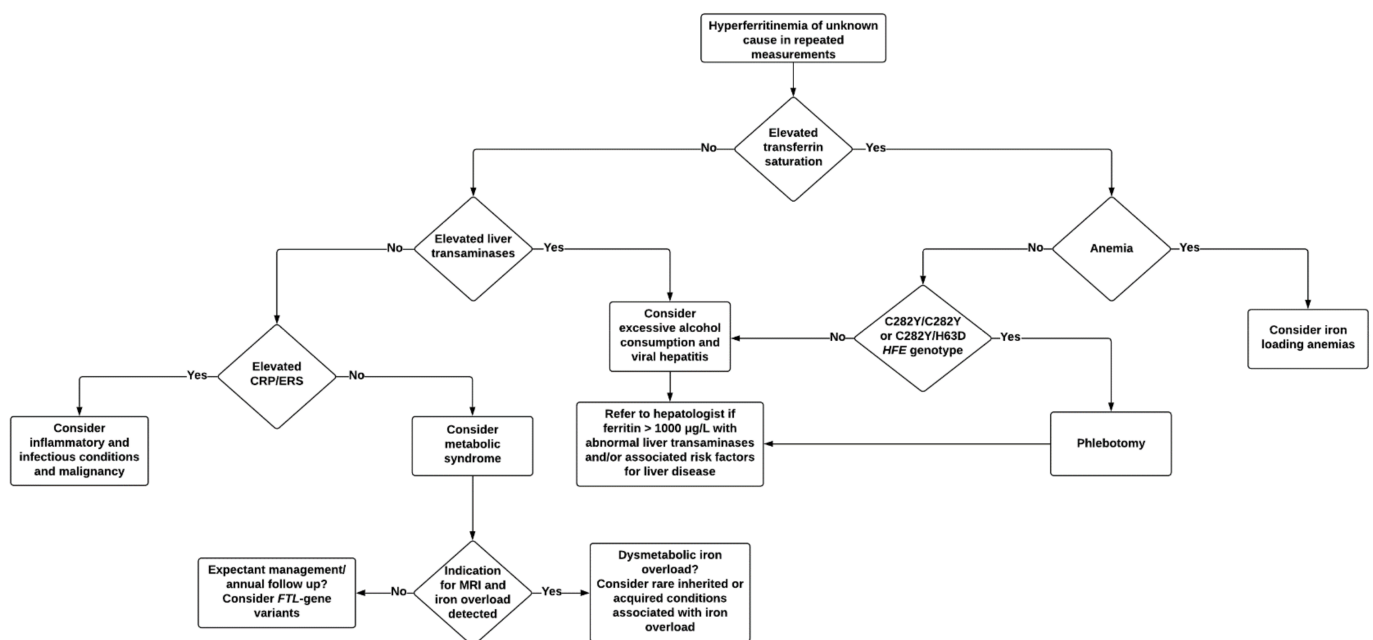 Hyperferritinemia of unknown
cause in repeated
measurements
Elevated
transferrin
saturation
No
Yes
Elevated liver
transaminases
No
Yes
Anemia
No
Yes
Consider
excessive alcohol
consumption and
viral hepatitis
C282Y/C282Y
or C282Y/H63D
HFE genotype
No
Yes
Consider iron
loading anemias
Elevated
CRP/ERS
Yes
No
Consider
inflammatory and
infectious conditions
and malignancy
Consider
metabolic
syndrome
Refer to hepatologist if
ferritin > 1000 µg/L with
abnormal liver transaminases
and/or associated risk factors
for liver disease
Phlebotomy
Expectant management/
annual follow up?
Consider FTL-gene
variants
Indication
for MRI and
iron overload
detected
No
Yes
Dysmetabolic iron
overload?
Consider rare inherited or
acquired conditions
associated with iron
overload